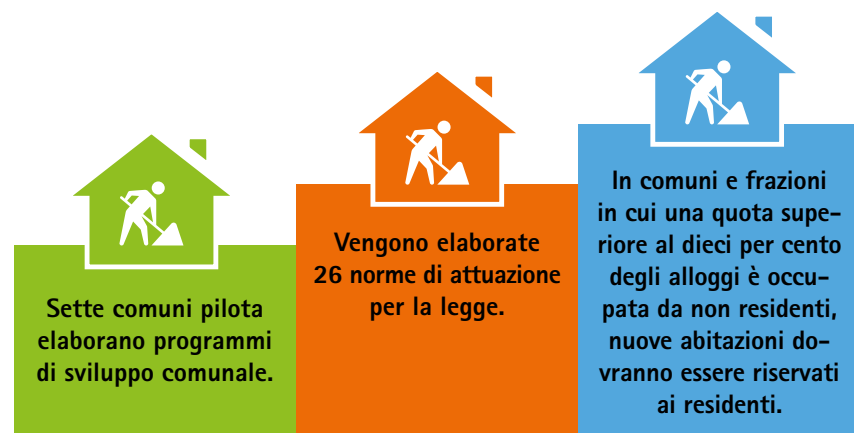 Sette comuni pilota
elaborano programmi
di sviluppo comunale.
Vengono elaborate
26 norme di attuazione
per la legge.
In comuni e frazioni
in cui una quota supe-
riore al dieci per cento
degli alloggi è occu-
pata da non residenti,
nuove abitazioni do-
vranno essere riservati
ai residenti.